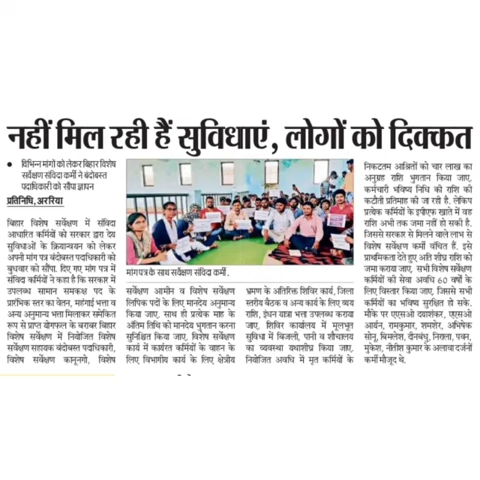 नहीं मिल रही हैं सुविधाएं, लोगों को दिक्कत
विभिन्न मांगों को लेकर बिहार विशेष
सर्वेक्षण संविदा कर्मी ने बंदोबस्त
पदाधिकारी को सौंपा ज्ञापन
प्रतिनिधि, अररिया
बिहार विशेष सर्वेक्षण में संविदा
आधारित कर्मियों को सरकार द्वारा देय
सुविधाओं के क्रियान्वयन को लेकर
अपनी मांग पत्र बंदोबस्त पदाधिकारी को
बुधवार को सौंपा. दिए गए मांग पत्र में
संविदा कर्मियों ने कहा है कि सरकार में
उपलब्ध सामान समकक्ष पद के
प्रारंभिक स्तर का वेतन, महंगाई भत्ता व
अन्य अनुमान्य भत्ता मिलाकर समेकित
रूप से प्राप्त योगफल के बराबर बिहार
विशेष सर्वेक्षण में नियोजित विशेष
सर्वेक्षण सहायक बंदोबस्त पदाधिकारी,
विशेष सर्वेक्षण कानूनगो, विशेष
मांग पत्र के साथ सर्वेक्षण संविदा कर्मी.
सर्वेक्षण आमीन व विशेष सर्वेक्षण
लिपिक पदों के लिए मानदेय अनुमान्य
किया जाए, साथ ही प्रत्येक माह के
अंतिम तिथि को मानदेय भुगतान करना
सुनिश्चित किया जाए, विशेष सर्वेक्षण
कार्य में कार्यरत कर्मियों के वाहन के
लिए विभागीय कार्य के लिए क्षेत्रीय
भ्रमण के अतिरिक्त शिविर कार्य, जिला
स्तरीय बैठक व अन्य कार्य के लिए व्यय
राशि, इंधन यात्रा भत्ता उपलब्ध कराया
जाए, शिविर कार्यालय में मूलभूत
सुविधा में बिजली, पानी व शौचालय
का व्यवस्था यथाशीघ्र किया जाए,
नियोजित अवधि में मृत कर्मियों के
निकटतम आश्रितों को चार लाख का
अनुग्रह राशि भुगतान किया जाए,
कर्मचारी भविष्य निधि की राशि की
कटौती प्रतिमाह की जा रही है. लेकिन
प्रत्येक कर्मियों के इपीएफ खाते में वह
राशि अभी तक जमा नहीं हो सकी है.
जिससे सरकार से मिलने वाले लाभ से
विशेष सर्वेक्षण कर्मी वंचित हैं. इसे
प्राथमिकता देते हुए अति शीघ्र राशि को
जमा कराया जाए, सभी विशेष सर्वेक्षण
कर्मियों की सेवा अवधि 60 वर्षों के
लिए विस्तार किया जाए, जिससे सर्वे
कर्मियों का भविष्य सुरक्षित हो सके.
मौके पर एएसओ दयाशंकर, एएसओ
आर्यन, रामकुमार, शमशेर, अभिषेक
सोनू, बिमलेश, दीनबंधु, निराला, पवन,
मुकेश, नीतीश कुमार के अलावा दर्जनों
कर्मी मौजूद थे.